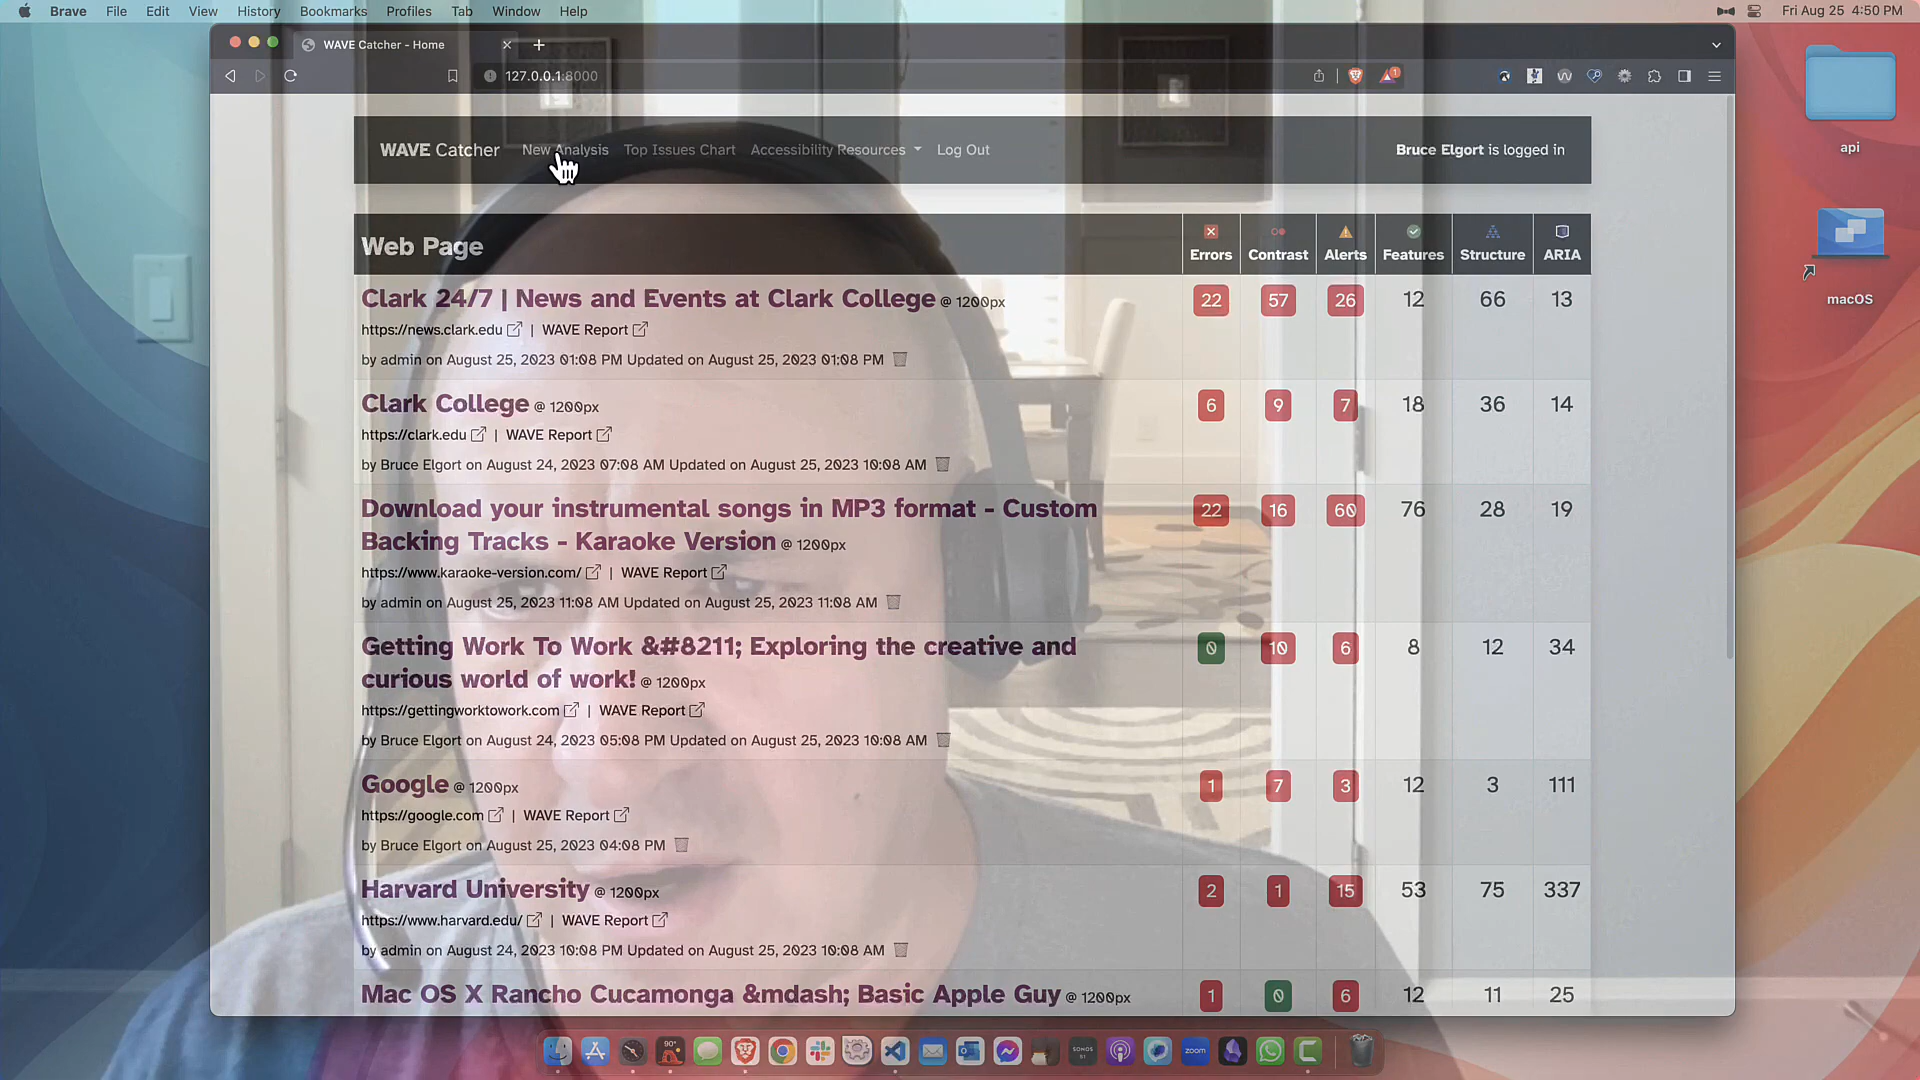 Brave File Edit View History Bookmarks Profiles Tab Window Help Fri Aug 25 4:50 PM
WAVE Catcher - Home
127.0.0.1:8000
1
WAVE Catcher New Analysis Top Issues Chart Accessibility Resources Log Out Bruce Elgort is logged in
api
macOS
Web Page Errors Contrast Alerts Features Structure ARIA
Clark 24/7 | News and Events at Clark College @ 1200px 22 57 26 12 66 13
https://news.clark.edu | WAVE Report
by admin on August 25, 2023 01:08 PM Updated on August 25, 2023 01:08 PM
Clark College @ 1200px 6 9 7 18 36 14
https://clark.edu | WAVE Report
by Bruce Elgort on August 24, 2023 07:08 AM Updated on August 25, 2023 10:08 AM
Download your instrumental songs in MP3 format - Custom 22 16 60 76 28 19
Backing Tracks - Karaoke Version @ 1200px
https://www.karaoke-version.com/ | WAVE Report
by admin on August 25, 2023 11:08 AM Updated on August 25, 2023 11:08 AM
Getting Work To Work &#8211; Exploring the creative and 0 10 6 8 12 34
curious world of work! @ 1200px
https://gettingworktowork.com | WAVE Report
by Bruce Elgort on August 24, 2023 05:08 PM Updated on August 25, 2023 10:08 AM
Google @ 1200px 1 7 3 12 3 111
https://google.com | WAVE Report
by Bruce Elgort on August 25, 2023 04:08 PM
Harvard University @ 1200px 2 1 15 53 75 337
https://www.harvard.edu/ | WAVE Report
by admin on August 24, 2023 10:08 PM Updated on August 25, 2023 10:08 AM
Mac OS X Rancho Cucamonga &mdash; Basic Apple Guy @ 1200px 1 0 6 12 11 25
90°
SONOS
S1
zoom